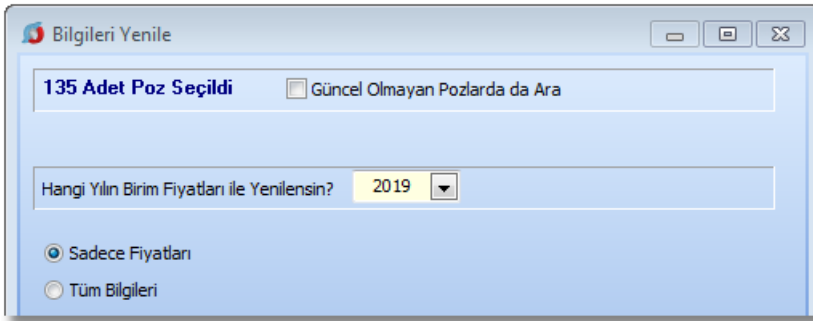 Bilgileri Yenile
135 Adet Poz Seçildi Güncel Olmayan Pozlarda da Ara
Hangi Yılın Birim Fiyatları ile Yenilensin? 2019
Sadece Fiyatları
Tüm Bilgileri